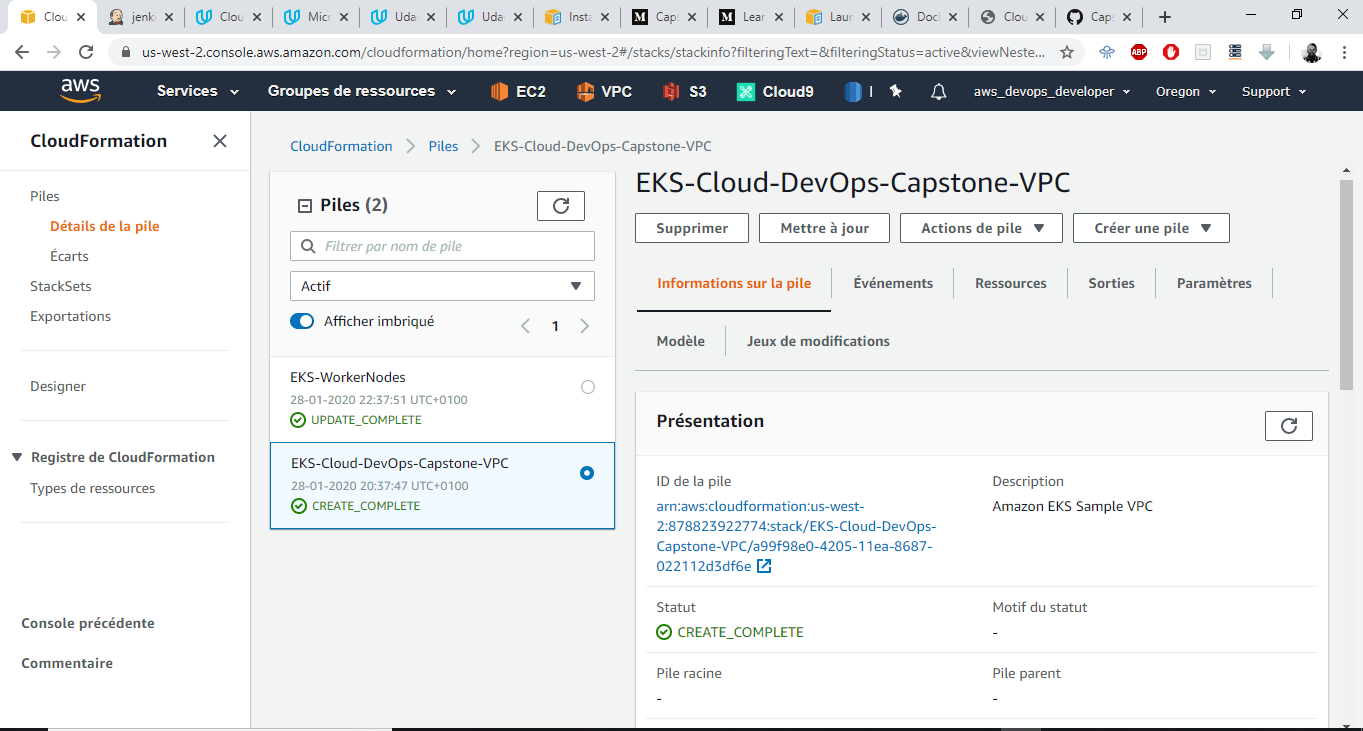 Clou
jenki
Clou
Micr
Udac
Udac
Insta
Caps
Lear
Laun
Doc
Clou
Caps
us-west-2.console.aws.amazon.com/cloudformation/home?region=us-west-2#/stacks/stackinfo?filteringText=&filteringStatus=active&viewNeste...
ABP
aws
Services
Groupes de ressources
EC2
VPC
S3
Cloud9
aws_devops_developer
Oregon
Support
CloudFormation
Piles
Détails de la pile
Écarts
StackSets
Exportations
Designer
Registre de CloudFormation
Types de ressources
Console précédente
Commentaire
CloudFormation
Piles
EKS-Cloud-DevOps-Capstone-VPC
Piles (2)
Filtrer par nom de pile
Actif
Afficher imbriqué
1
EKS-WorkerNodes
28-01-2020 22:37:51 UTC+0100
UPDATE_COMPLETE
EKS-Cloud-DevOps-Capstone-VPC
28-01-2020 20:37:47 UTC+0100
CREATE_COMPLETE
EKS-Cloud-DevOps-Capstone-VPC
Supprimer
Mettre à jour
Actions de pile
Créer une pile
Informations sur la pile
Événements
Ressources
Sorties
Paramètres
Modèle
Jeux de modifications
Présentation
ID de la pile
arn:aws:cloudformation:us-west-
2:878823922774:stack/EKS-Cloud-DevOps-
Capstone-VPC/a99f98e0-4205-11ea-8687-
022112d3df6e
Description
Amazon EKS Sample VPC
Statut
CREATE_COMPLETE
Motif du statut
-
Pile racine
-
Pile parent
-